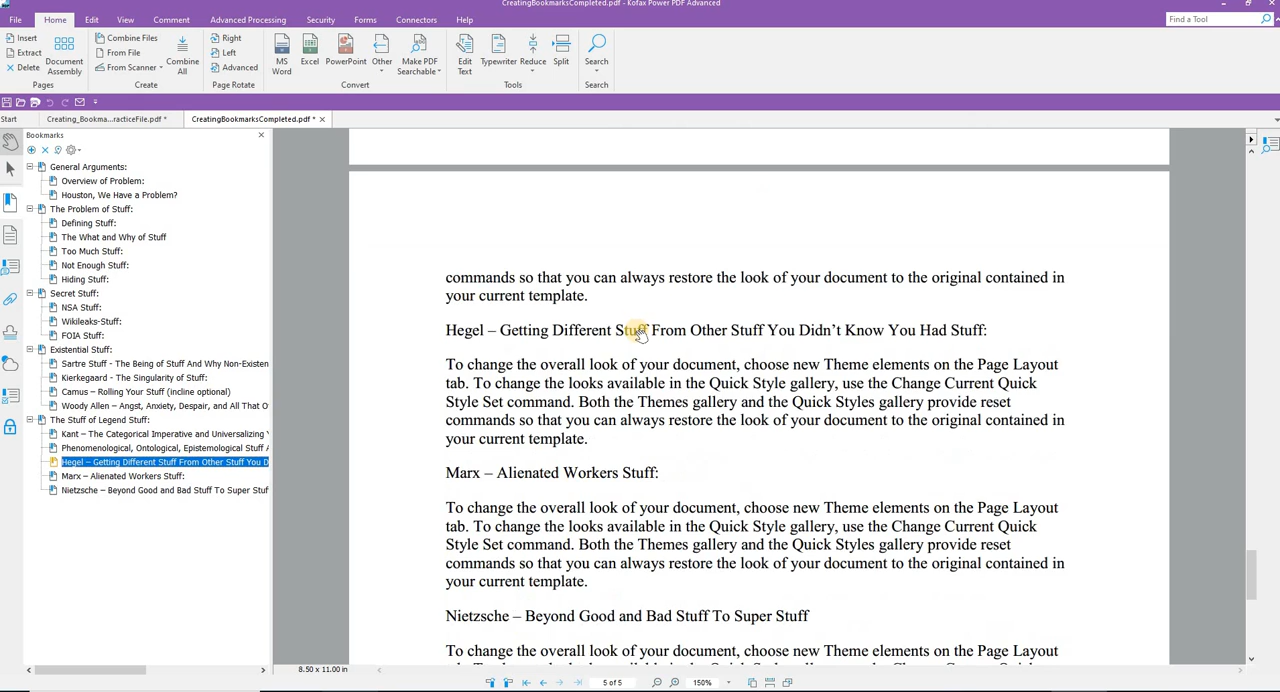 CreatingBookmarksCompleted.pdf - Kofax Power PDF Advanced
File Home Edit View Comment Advanced Processing Security Forms Connectors Help
Find a Tool
Insert Extract Delete Document Assembly
Pages
Combine Files From File From Scanner Combine All
Create
Right Left Advanced
Page Rotate
MS Word Excel PowerPoint Other Make PDF Searchable
Convert
Edit Text Typewriter Reduce Split
Tools
Search
Search
Start Creating_Bookma...racticeFile.pdf * CreatingBookmarksCompleted.pdf *
Bookmarks
General Arguments:
Overview of Problem:
Houston, We Have a Problem?
The Problem of Stuff:
Defining Stuff:
The What and Why of Stuff
Too Much Stuff:
Not Enough Stuff:
Hiding Stuff:
Secret Stuff:
NSA Stuff:
Wikileaks-Stuff:
FOIA Stuff:
Existential Stuff:
Sartre Stuff - The Being of Stuff And Why Non-Existen
Kierkegaard - The Singularity of Stuff:
Camus – Rolling Your Stuff (incline optional)
Woody Allen – Angst, Anxiety, Despair, and All That O
The Stuff of Legend Stuff:
Kant – The Categorical Imperative and Universalizing
Phenomenological, Ontological, Epistemological Stuff A
Hegel – Getting Different Stuff From Other Stuff You D
Marx – Alienated Workers Stuff:
Nietzsche – Beyond Good and Bad Stuff To Super Stuf
commands so that you can always restore the look of your document to the original contained in
your current template.
Hegel – Getting Different Stuff From Other Stuff You Didn’t Know You Had Stuff:
To change the overall look of your document, choose new Theme elements on the Page Layout
tab. To change the looks available in the Quick Style gallery, use the Change Current Quick
Style Set command. Both the Themes gallery and the Quick Styles gallery provide reset
commands so that you can always restore the look of your document to the original contained in
your current template.
Marx – Alienated Workers Stuff:
To change the overall look of your document, choose new Theme elements on the Page Layout
tab. To change the looks available in the Quick Style gallery, use the Change Current Quick
Style Set command. Both the Themes gallery and the Quick Styles gallery provide reset
commands so that you can always restore the look of your document to the original contained in
your current template.
Nietzsche – Beyond Good and Bad Stuff To Super Stuff
To change the overall look of your document, choose new Theme elements on the Page Layout
8.50 x 11.00 in
5 of 5 150%